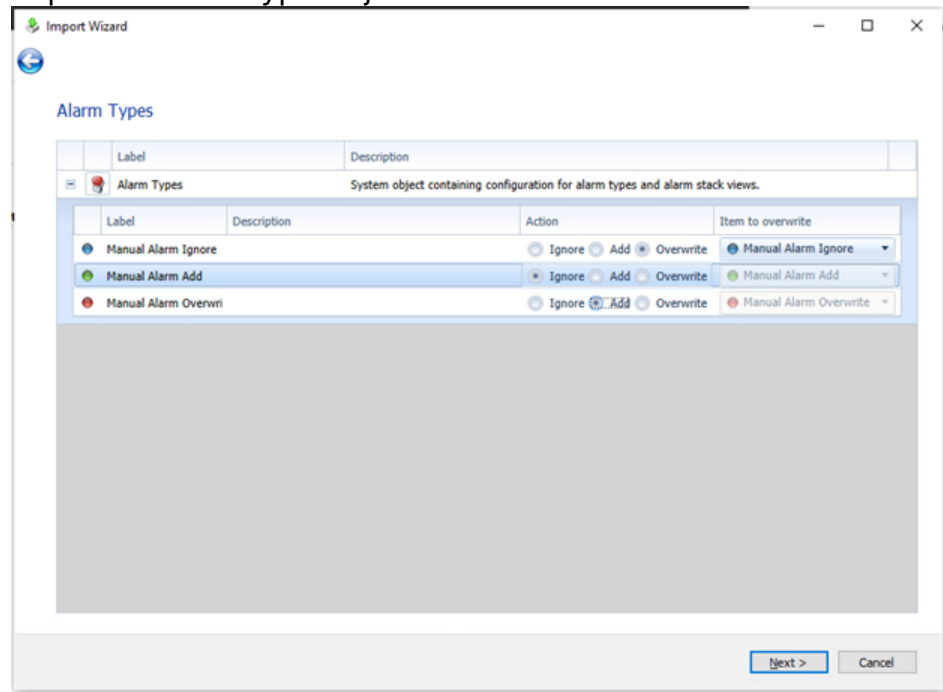 Import Wizard
Alarm Types
Label Description
Alarm Types System object containing configuration for alarm types and alarm stack views.
Label Description Action Item to overwrite
Manual Alarm Ignore Ignore Add Overwrite Manual Alarm Ignore
Manual Alarm Add Ignore Add Overwrite Manual Alarm Add
Manual Alarm Overwri Ignore Add Overwrite Manual Alarm Overwrite
Next > Cancel